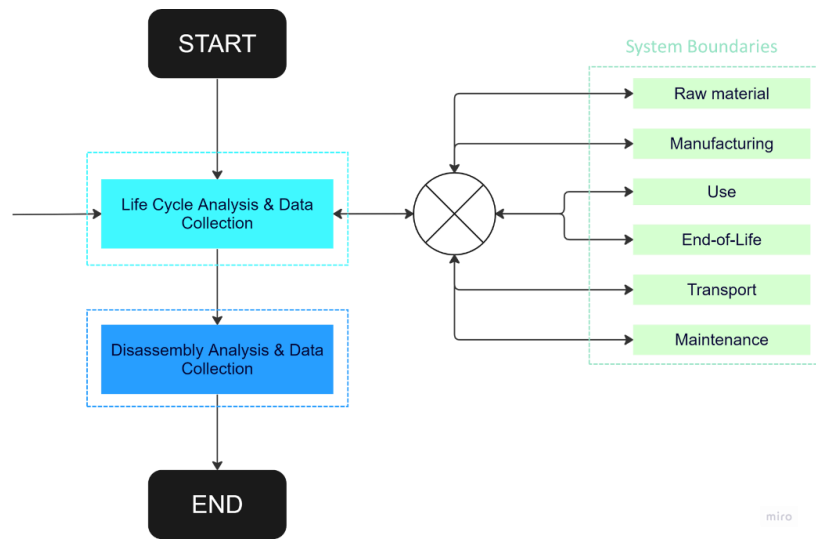 START
System Boundaries
Raw material
Manufacturing
Life Cycle Analysis & Data
Collection
Use
End-of-Life
Transport
Disassembly Analysis & Data
Collection
Maintenance
END
miro